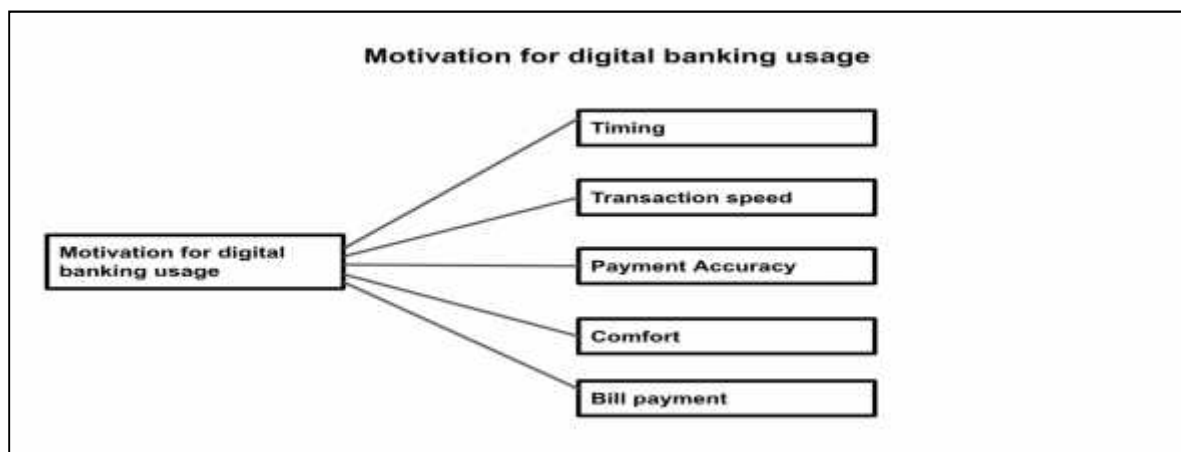 Motivation for digital banking usage
Timing
Transaction speed
Motivation for digital
banking usage
Payment Accuracy
Comfort
Bill payment